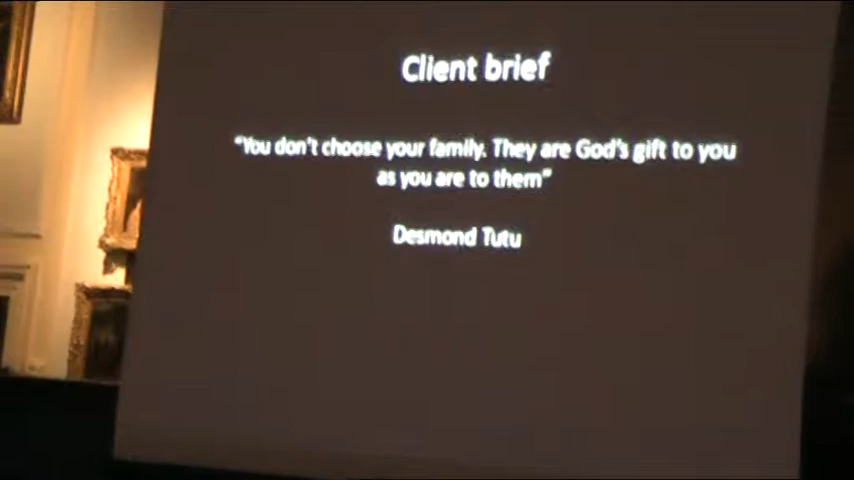 Client brief
“You don't choose your family. They are God's gift to you
as you are to them”
Desmond Tutu